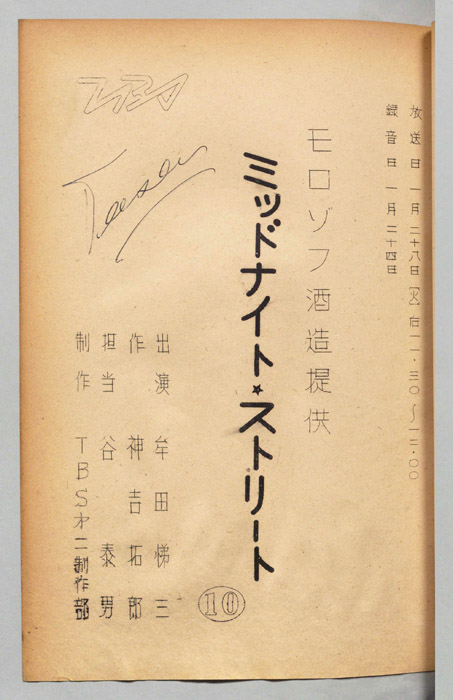 放送日 一月二十八日(火)后一一・三〇～一二・〇〇
録音日 一月二十四日
モロゾフ酒造提供
ミッドナイト★ストリート
⑩
出演 牟田悌三
作 神吉拓郎
担当 谷泰男
制作 TBSオ二制作部